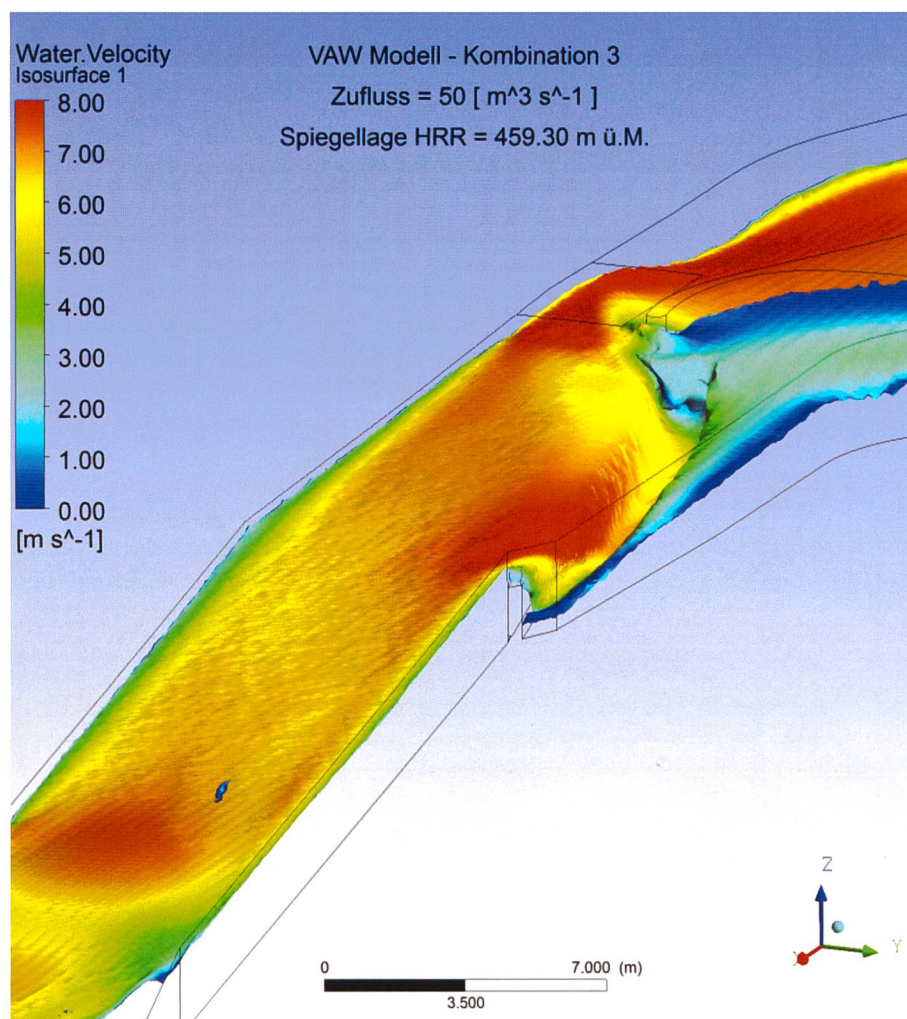 Water.Velocity
Isosurface 1
VAW Modell - Kombination 3
Zufluss = 50 [ m^3 s^-1 ]
Spiegellage HRR = 459.30 m ü.M.
8.00
7.00
6.00
5.00
4.00
3.00
2.00
1.00
0.00
[m s^-1]
Z
Y
X
0
7.000 (m)
3.500